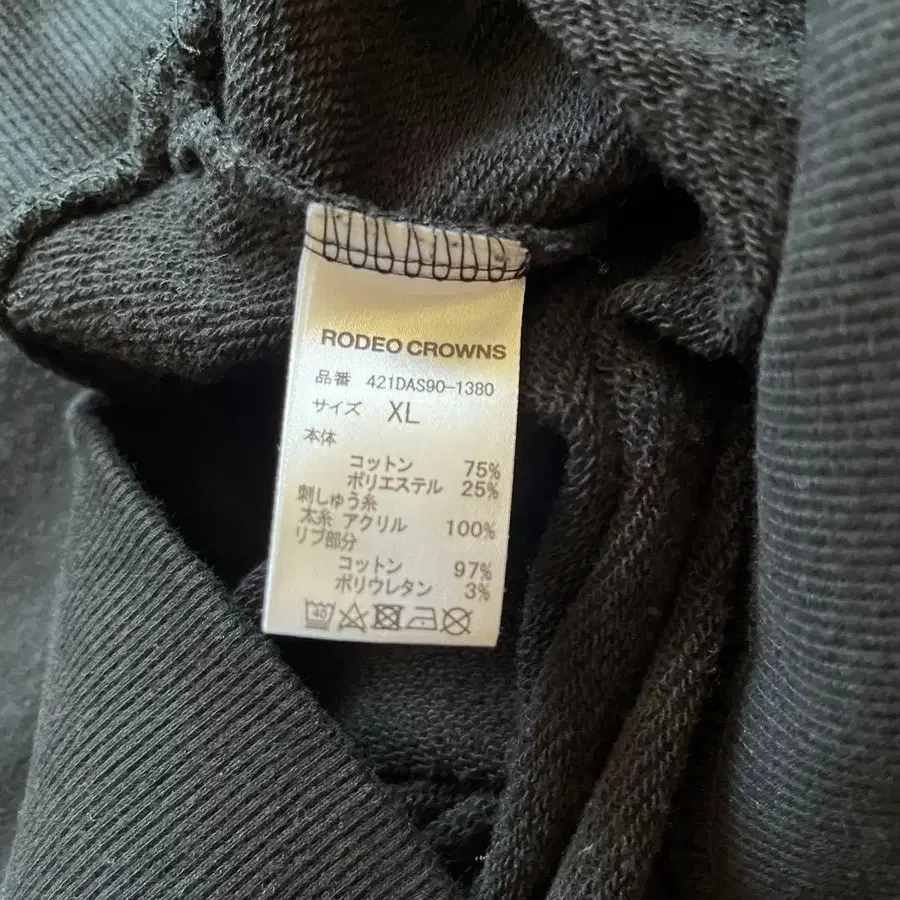 RODEO CROWNS
品番 421DAS90-1380
サイズ XL
本体
コットン 75%
ポリエステル 25%
刺しゅう糸
太糸 アクリル 100%
リブ部分
コットン 97%
ポリウレタン 3%
40